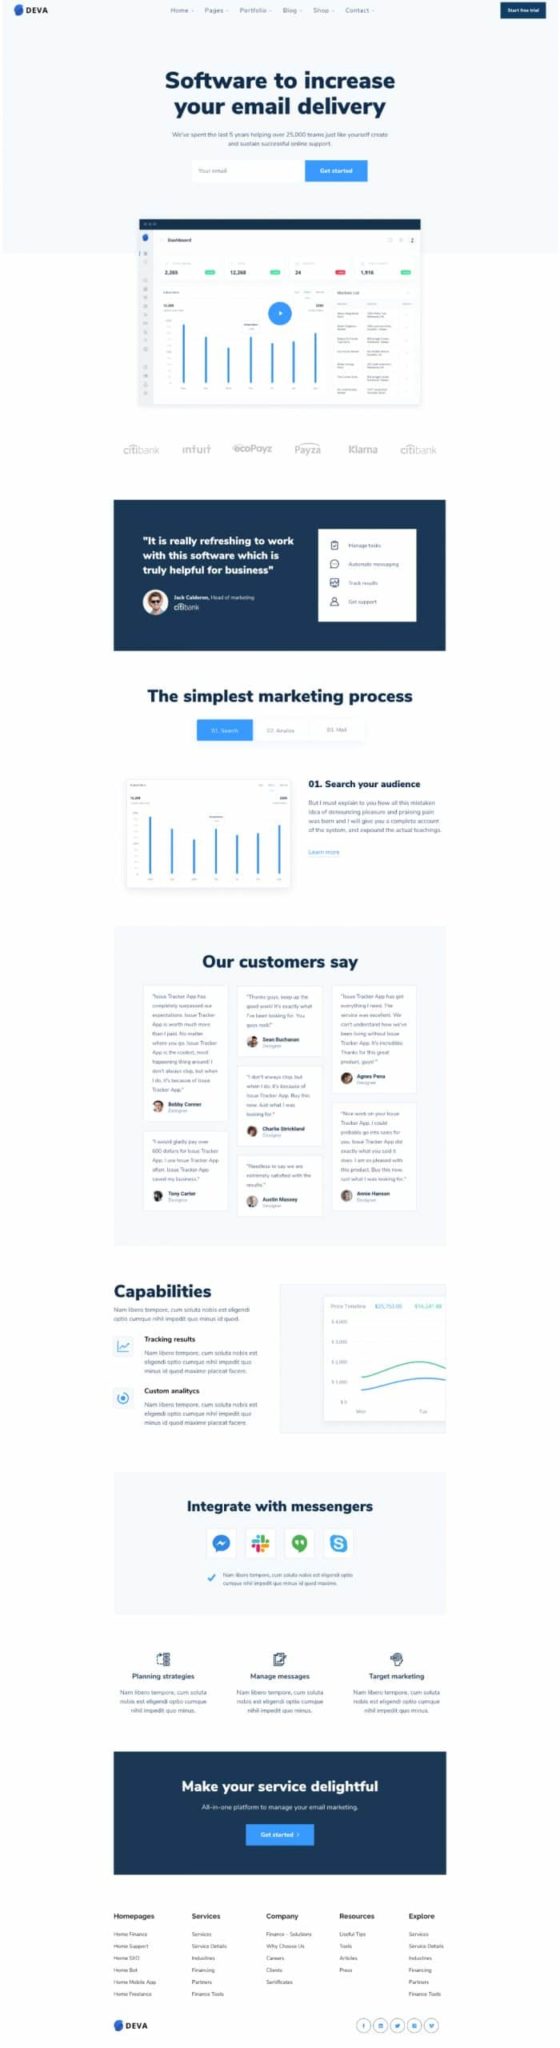 DEVA
Home
Pages
Portfolio
Blog
Shop
Contact
Start free trial
Software to increase
your email delivery
We've spent the last 5 years helping over 25,000 teams just like yourself create
and sustain successful online support.
Your email
Get started
Dashboard
2,265
12,268
24
1,916
citibank
intuit
ecoPayz
Payza
Klarna
citibank
"It is really refreshing to work
with this software which is
truly helpful for business"
Jack Calderon, Head of marketing
citibank
Manage tasks
Automate messaging
Track results
Get support
The simplest marketing process
01. Search
02. Analize
03. Mail
01. Search your audience
But I must explain to you how all this mistaken
idea of denouncing pleasure and praising pain
was born and I will give you a complete account
of the system, and expound the actual teachings.
Learn more
Our customers say
"Issue Tracker App has
completely surpassed our
expectations. Issue Tracker
App is worth much more
than I paid. No matter
where you go, Issue Tracker
App is the coolest, most
happening thing around! I
don't always clop, but when
I do, it's because of Issue
Tracker App."
Bobby Conner
Designer
"I would gladly pay over
600 dollars for Issue Tracker
App. I use Issue Tracker App
often. Issue Tracker App
saved my business."
Tony Carter
Designer
"Thanks guys, keep up the
good work! It's exactly what
I've been looking for. You
guys rock!"
Sean Buchanan
Designer
"I don't always clop, but
when I do, it's because of
Issue Tracker App. Buy this
now. Just what I was
looking for."
Charlie Strickland
Designer
"Needless to say we are
extremely satisfied with the
results."
Austin Massey
Designer
"Issue Tracker App has got
everything I need. The
service was excellent. We
can't understand how we've
been living without Issue
Tracker App. It's incredible.
Thanks for this great
product, guys!"
Agnes Pena
Designer
"Nice work on your Issue
Tracker App. I could
probably go into sales for
you. Issue Tracker App did
exactly what you said it
does. I am so pleased with
this product. Buy this now.
Just what I was looking for."
Annie Hansen
Designer
Capabilities
Nam libero tempore, cum soluta nobis est eligendi
optio cumque nihil impedit quo minus id quod.
Tracking results
Nam libero tempore, cum soluta nobis est
eligendi optio cumque nihil impedit quo
minus id quod maxime placeat facere.
Custom analitycs
Nam libero tempore, cum soluta nobis est
eligendi optio cumque nihil impedit quo
minus id quod maxime placeat facere.
Price Timeline
$25,753.00
$ 4,000
$ 3,000
$ 2,000
$ 1,000
$ 0
Mon
Tue
Integrate with messengers
Nam libero tempore, cum soluta nobis est eligendi optio
cumque nihil impedit quo minus id quod maxime.
Planning strategies
Nam libero tempore, cum soluta
nobis est eligendi optio cumque
nihil impedit quo minus.
Manage messages
Nam libero tempore, cum soluta
nobis est eligendi optio cumque
nihil impedit quo minus.
Target marketing
Nam libero tempore, cum soluta
nobis est eligendi optio cumque
nihil impedit quo minus.
Make your service delightful
All-in-one platform to manage your email marketing.
Get started
Homepages
Home Finance
Home Support
Home SEO
Home Bot
Home Mobile App
Home Freelance
Services
Services
Service Details
Industries
Financing
Partners
Finance Tools
Company
Finance - Solutions
Why Choose Us
Careers
Clients
Sertificates
Resources
Useful Tips
Tools
Articles
Press
Explore
Services
Service Details
Industries
Financing
Partners
Finance Tools
DEVA